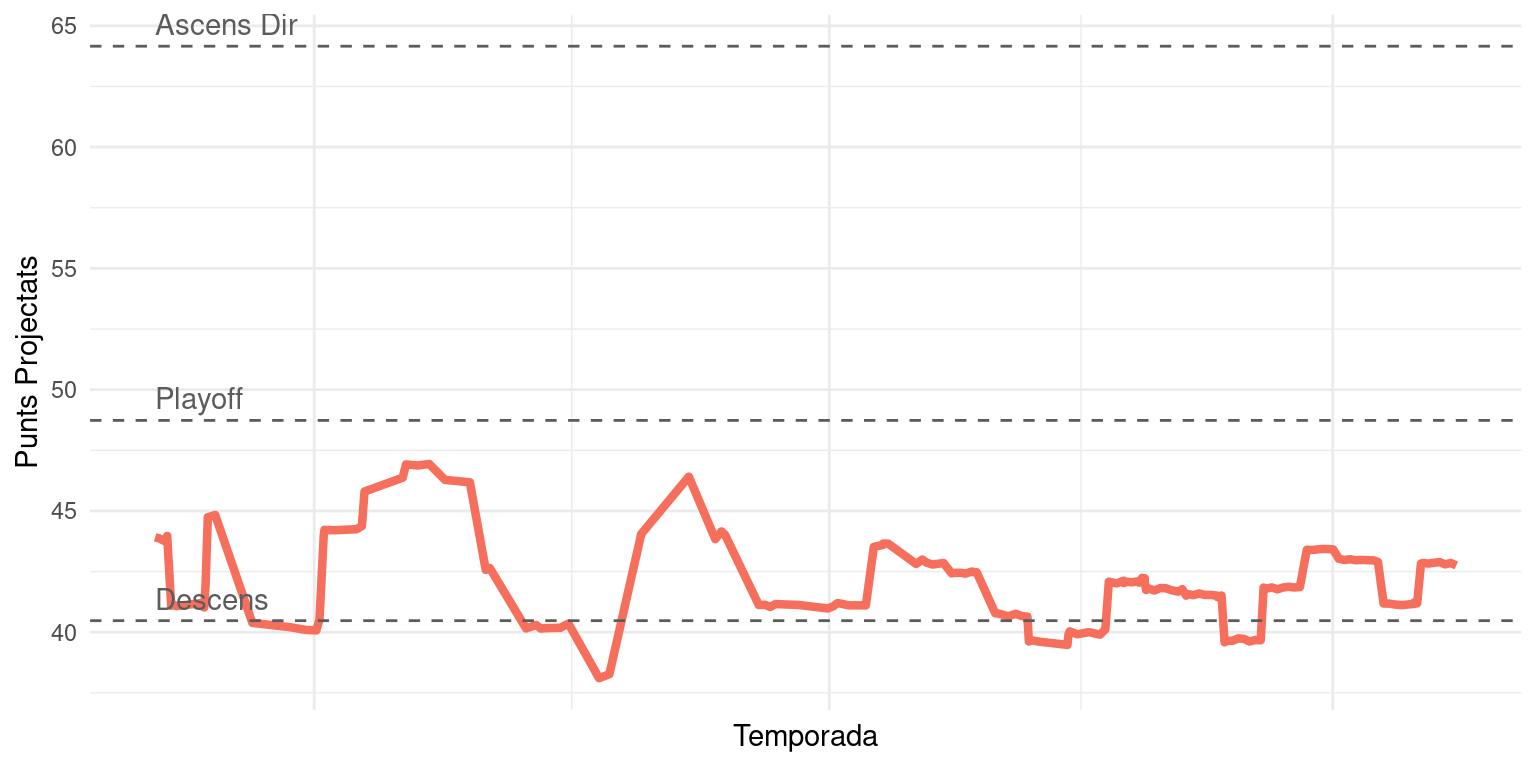 65
Ascens Dir
60
55
Punts Projectats
50
Playoff
45
Descens
40
Temporada